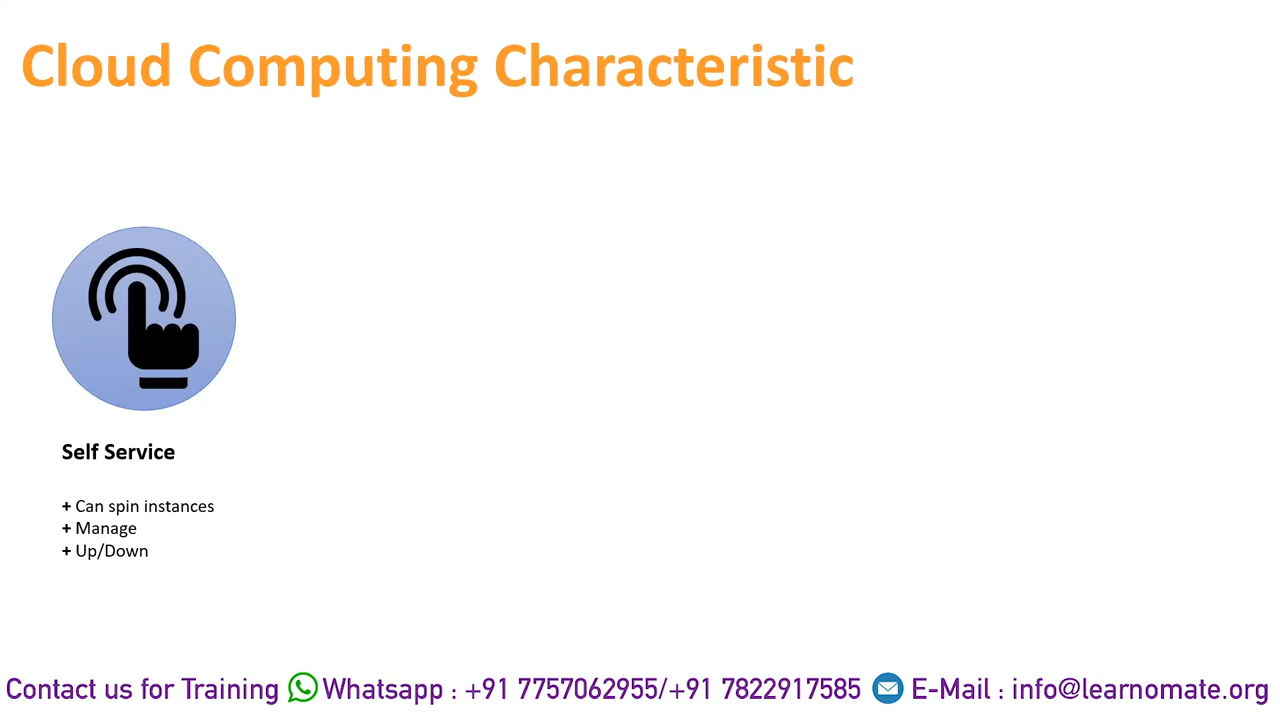 Cloud Computing Characteristic
Self Service
+ Can spin instances
+ Manage
+ Up/Down
Contact us for Training Whatsapp : +91 7757062955/+91 7822917585 E-Mail : info@learnomate.org